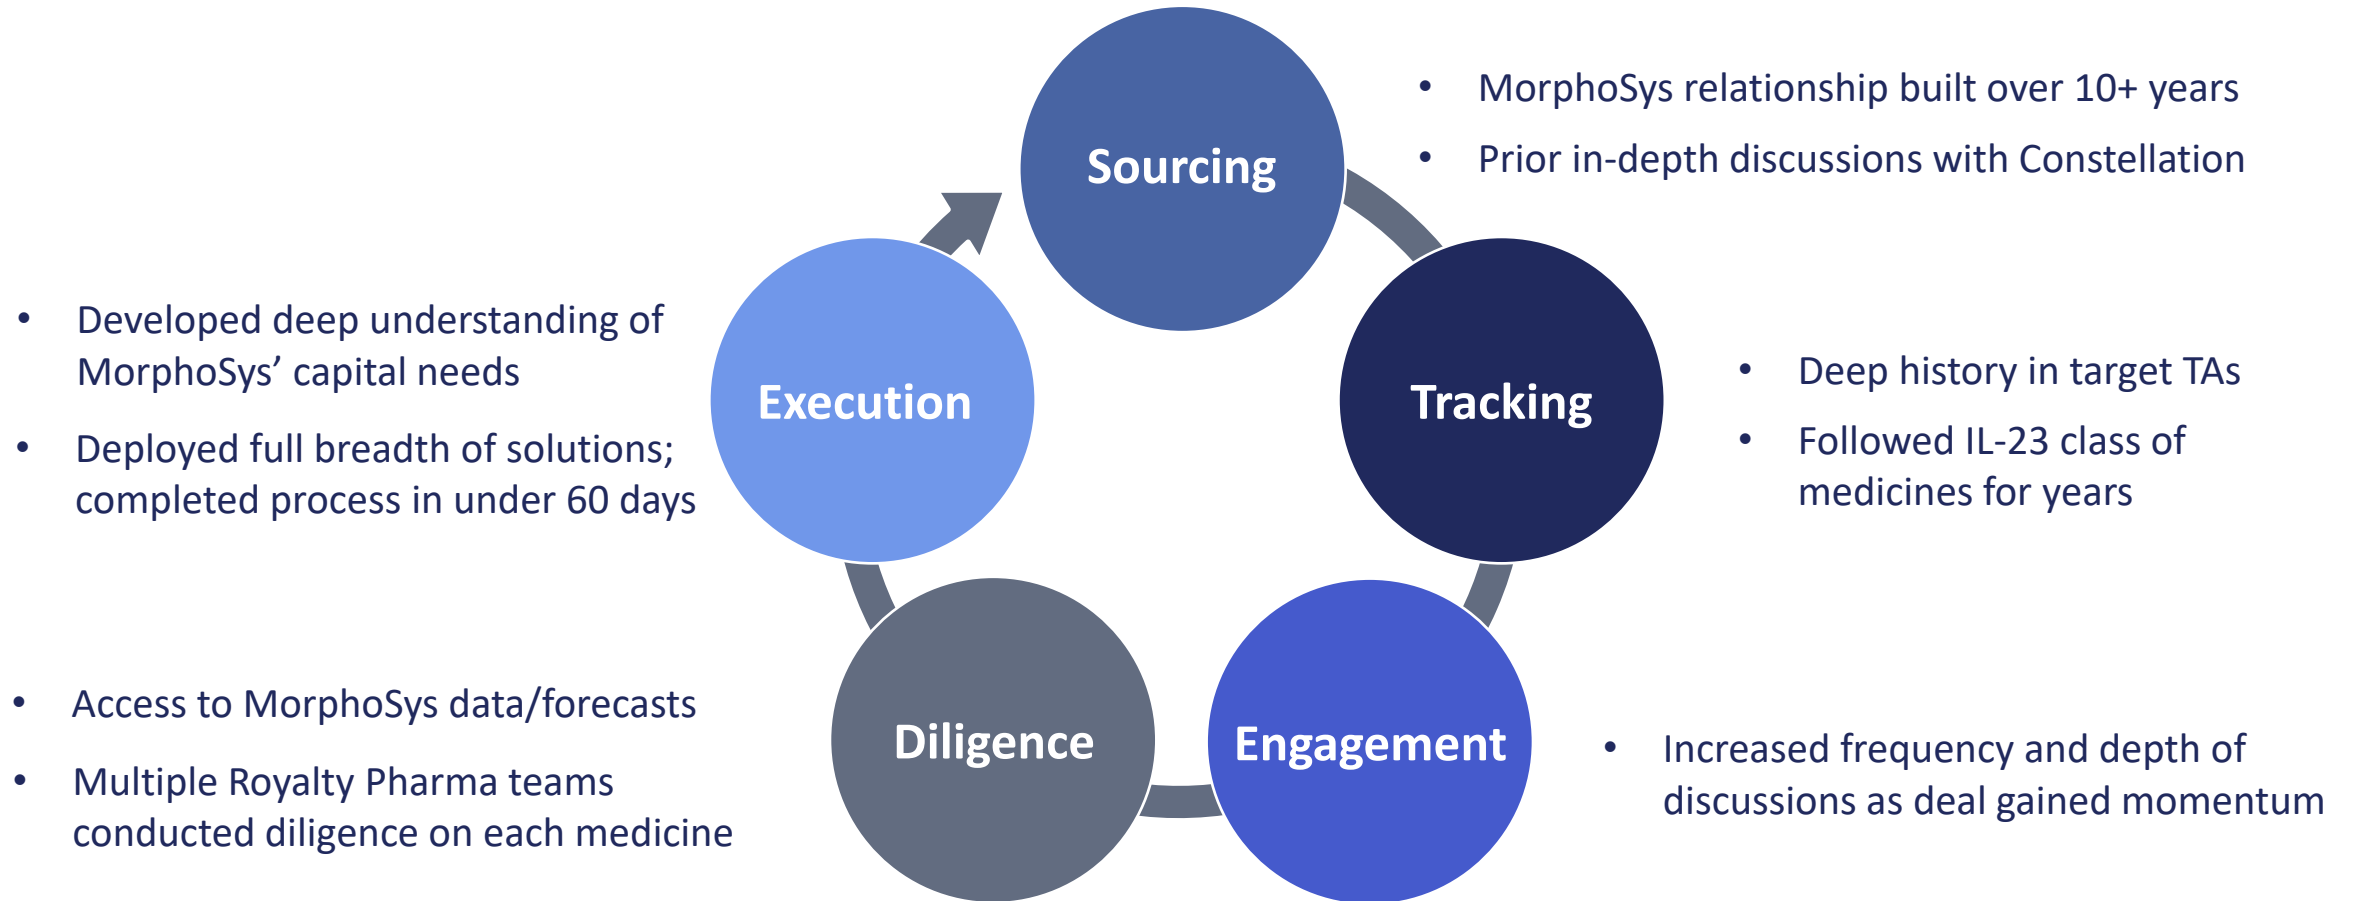 Sourcing
• MorphoSys relationship built over 10+ years
• Prior in-depth discussions with Constellation
Tracking
• Deep history in target TAs
• Followed IL-23 class of
medicines for years
Engagement
• Increased frequency and depth of
discussions as deal gained momentum
Diligence
• Access to MorphoSys data/forecasts
• Multiple Royalty Pharma teams
conducted diligence on each medicine
Execution
• Developed deep understanding of
MorphoSys’ capital needs
• Deployed full breadth of solutions;
completed process in under 60 days